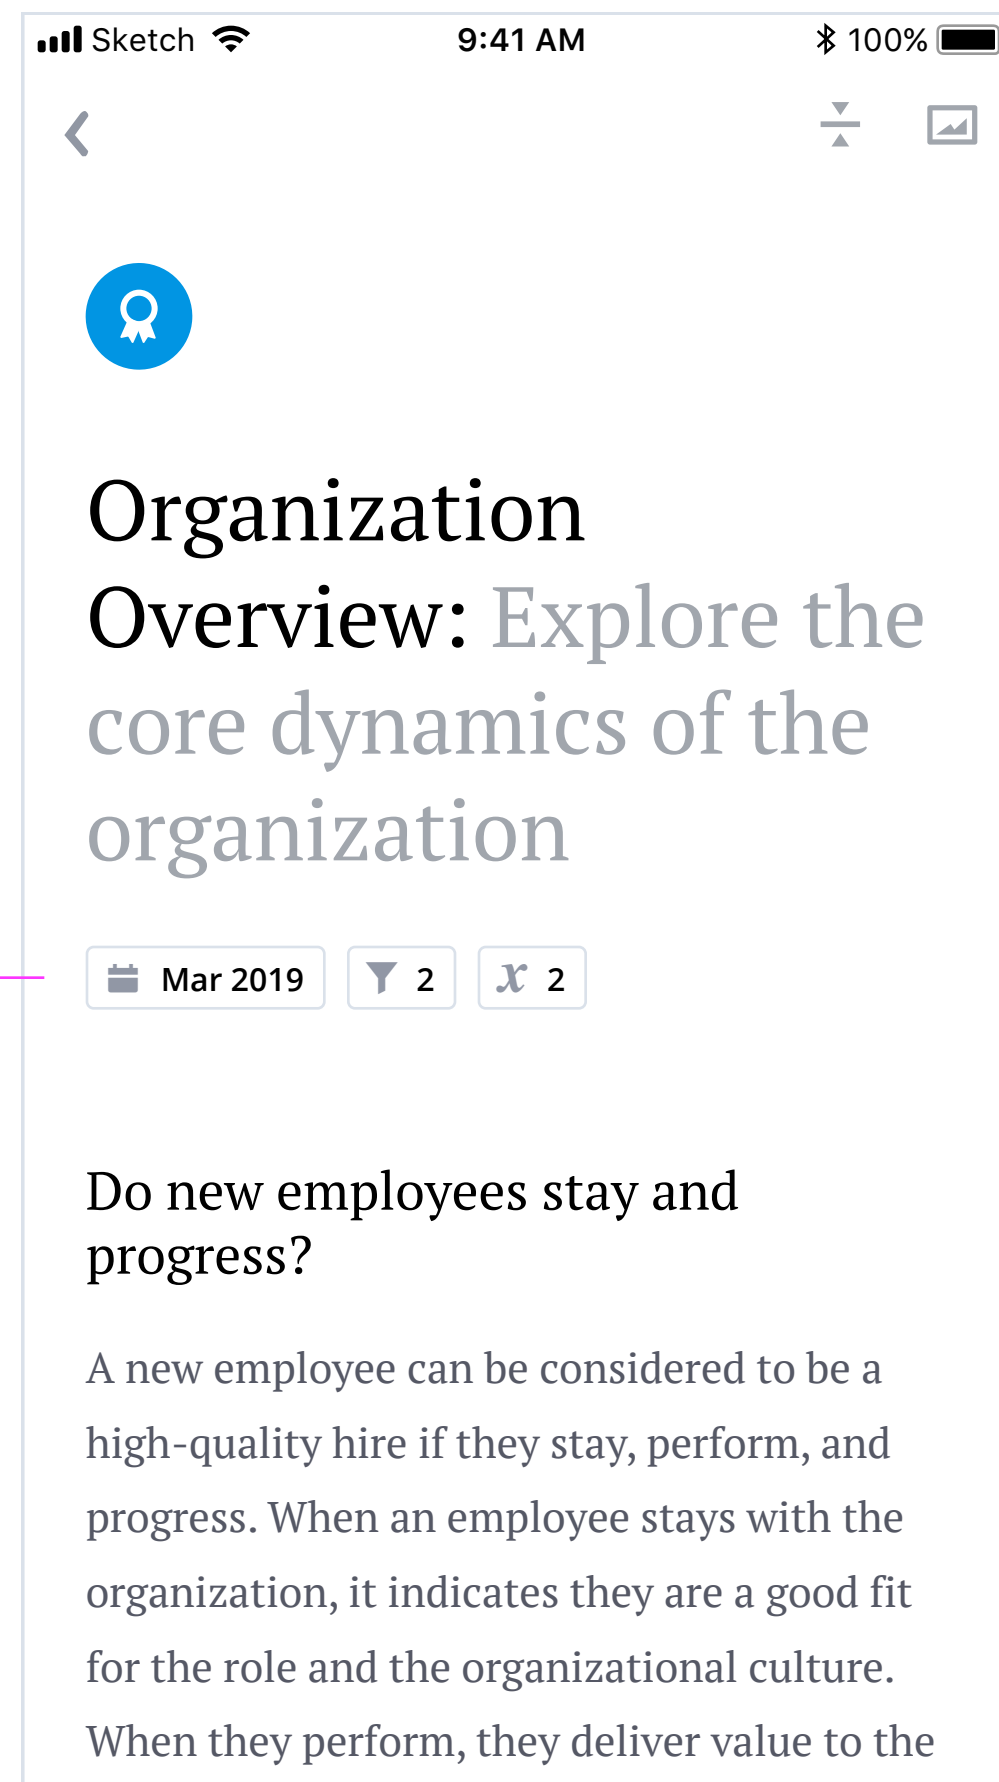 Sketch 9:41 AM 100%
Organization
Overview: Explore the
core dynamics of the
organization
Mar 2019 2 x 2
Do new employees stay and
progress?
A new employee can be considered to be a
high-quality hire if they stay, perform, and
progress. When an employee stays with the
organization, it indicates they are a good fit
for the role and the organizational culture.
When they perform, they deliver value to the